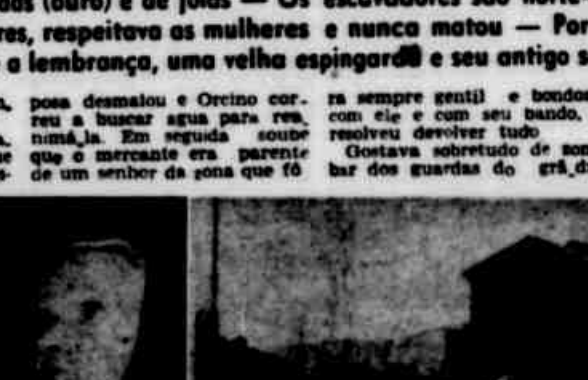 (ouro) e de joias — Os escavadores são
res, respeitava as mulheres e nunca matou — Por
a lembrança, uma velha espingarda e seu antigo s
posa desmaiou e Orcino cor-
reu a buscar agua para rea
nimá-la. Em seguida soube
que o mercante era parente
de um senhor da zona que fô
ra sempre gentil e bondos
com ele e com seu bando,
resolveu devolver tudo
Gostava sobretudo de
bar dos guardas do